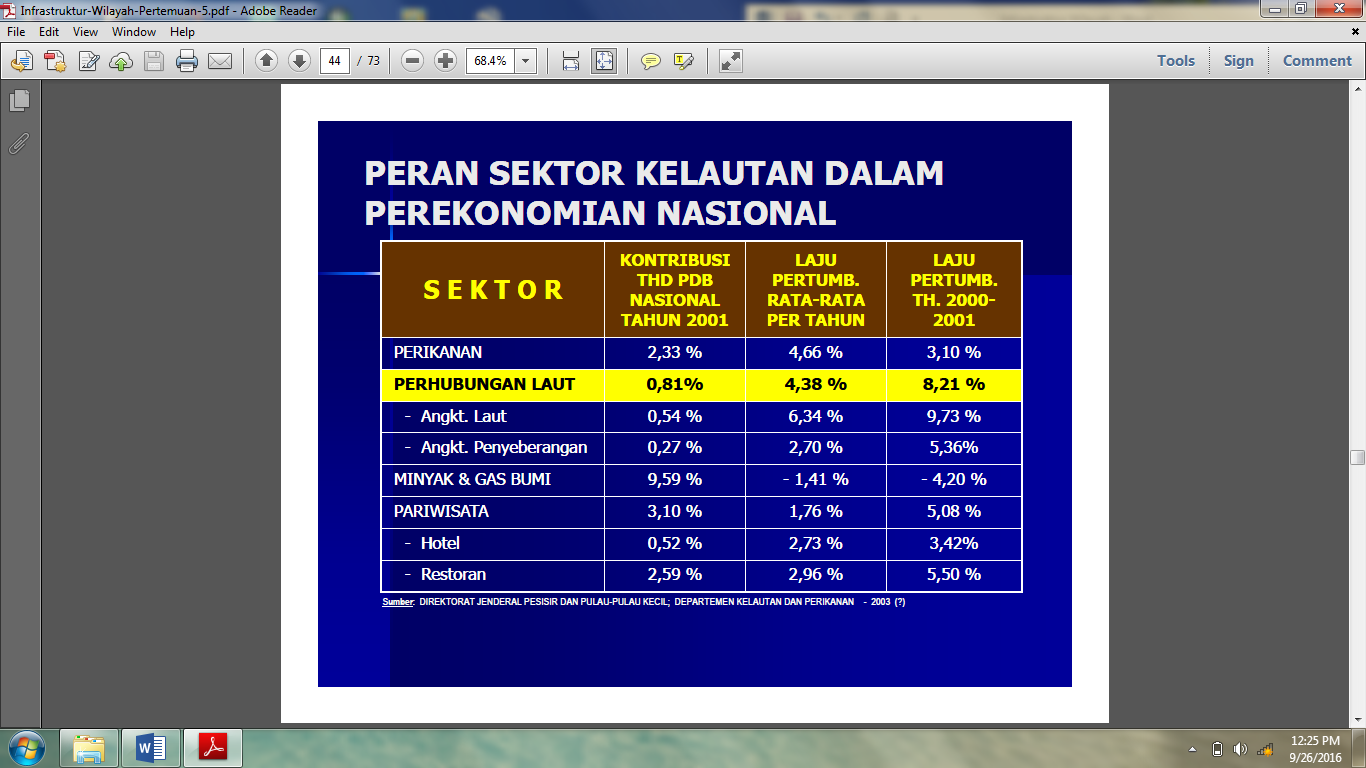 Infrastruktur-Wilayah-Pertemuan-5.pdf - Adobe Reader
File Edit View Window Help
44 / 73 68.4% Tools Sign Comment
PERAN SEKTOR KELAUTAN DALAM
PEREKONOMIAN NASIONAL
S E K T O R
KONTRIBUSI
THD PDB
NASIONAL
TAHUN 2001
LAJU
PERTUMB.
RATA-RATA
PER TAHUN
LAJU
PERTUMB.
TH. 2000-
2001
PERIKANAN 2,33 % 4,66 % 3,10 %
PERHUBUNGAN LAUT 0,81% 4,38 % 8,21 %
- Angkt. Laut 0,54 % 6,34 % 9,73 %
- Angkt. Penyeberangan 0,27 % 2,70 % 5,36%
MINYAK & GAS BUMI 9,59 % - 1,41 % - 4,20 %
PARIWISATA 3,10 % 1,76 % 5,08 %
- Hotel 0,52 % 2,73 % 3,42%
- Restoran 2,59 % 2,96 % 5,50 %
Sumber: DIREKTORAT JENDERAL PESISIR DAN PULAU-PULAU KECIL; DEPARTEMEN KELAUTAN DAN PERIKANAN - 2003 (?)
12:25 PM
9/26/2016